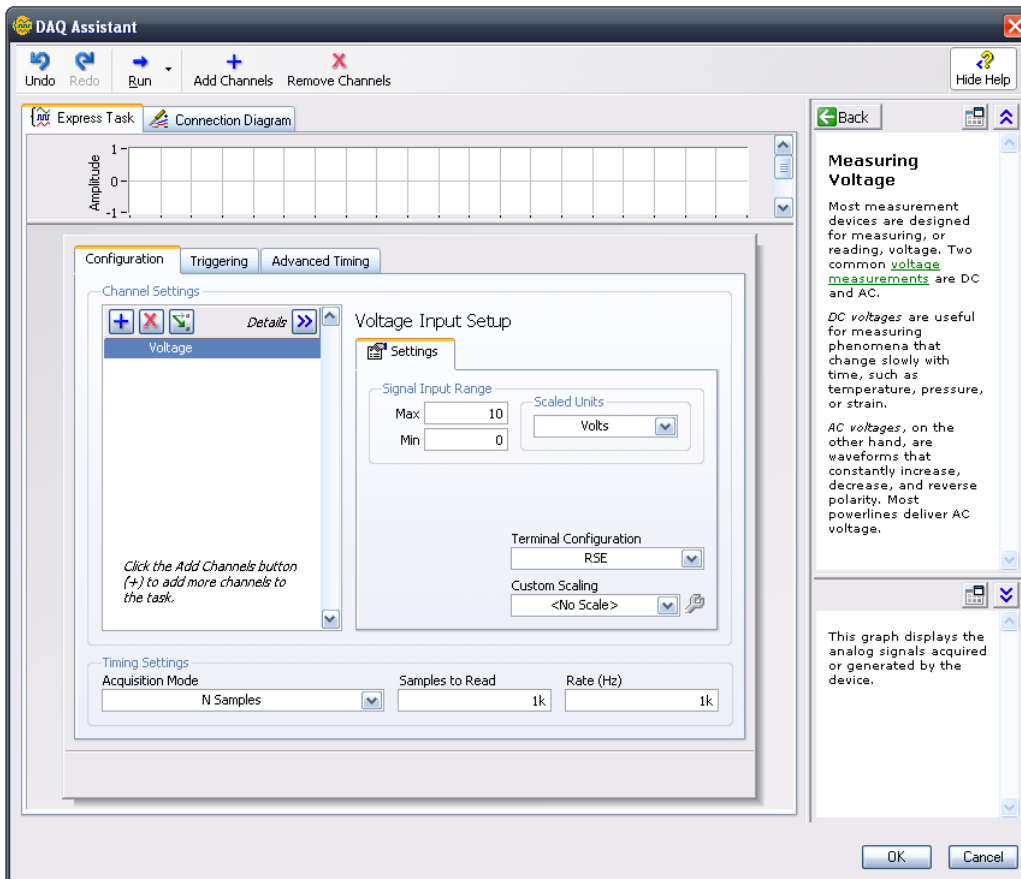 DAQ Assistant
Undo Redo Run Add Channels Remove Channels Hide Help
Express Task Connection Diagram
Amplitude
1
0
-1
Configuration Triggering Advanced Timing
Channel Settings
Details
Voltage
Click the Add Channels button
(+) to add more channels to
the task.
Voltage Input Setup
Settings
Signal Input Range
Max 10
Min 0
Scaled Units
Volts
Terminal Configuration
RSE
Custom Scaling
<No Scale>
Timing Settings
Acquisition Mode Samples to Read Rate (Hz)
N Samples 1k 1k
Back
Measuring
Voltage
Most measurement
devices are designed
for measuring, or
reading, voltage. Two
common voltage
measurements are DC
and AC.
DC voltages are useful
for measuring
phenomena that
change slowly with
time, such as
temperature, pressure,
or strain.
AC voltages, on the
other hand, are
waveforms that
constantly increase,
decrease, and reverse
polarity. Most
powerlines deliver AC
voltage.
This graph displays the
analog signals acquired
or generated by the
device.
OK Cancel